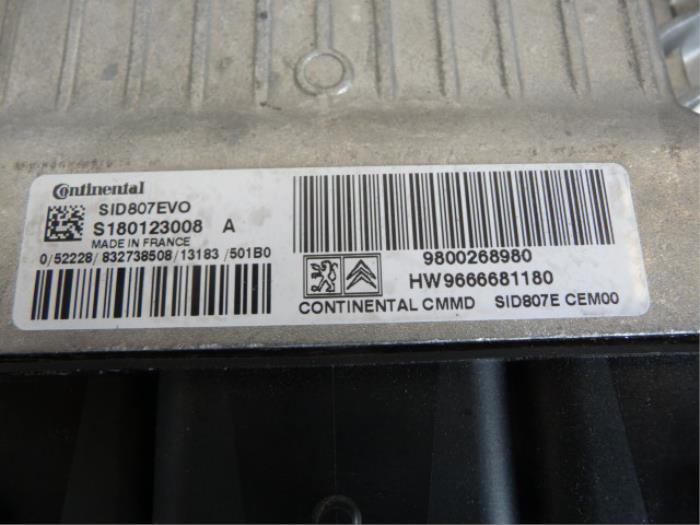 Continental
SID807EVO
S180123008 A
MADE IN FRANCE
0/52228/832738508/13183/501B0
9800268980
HW9666681180
CONTINENTAL CMMD SID807E CEM00